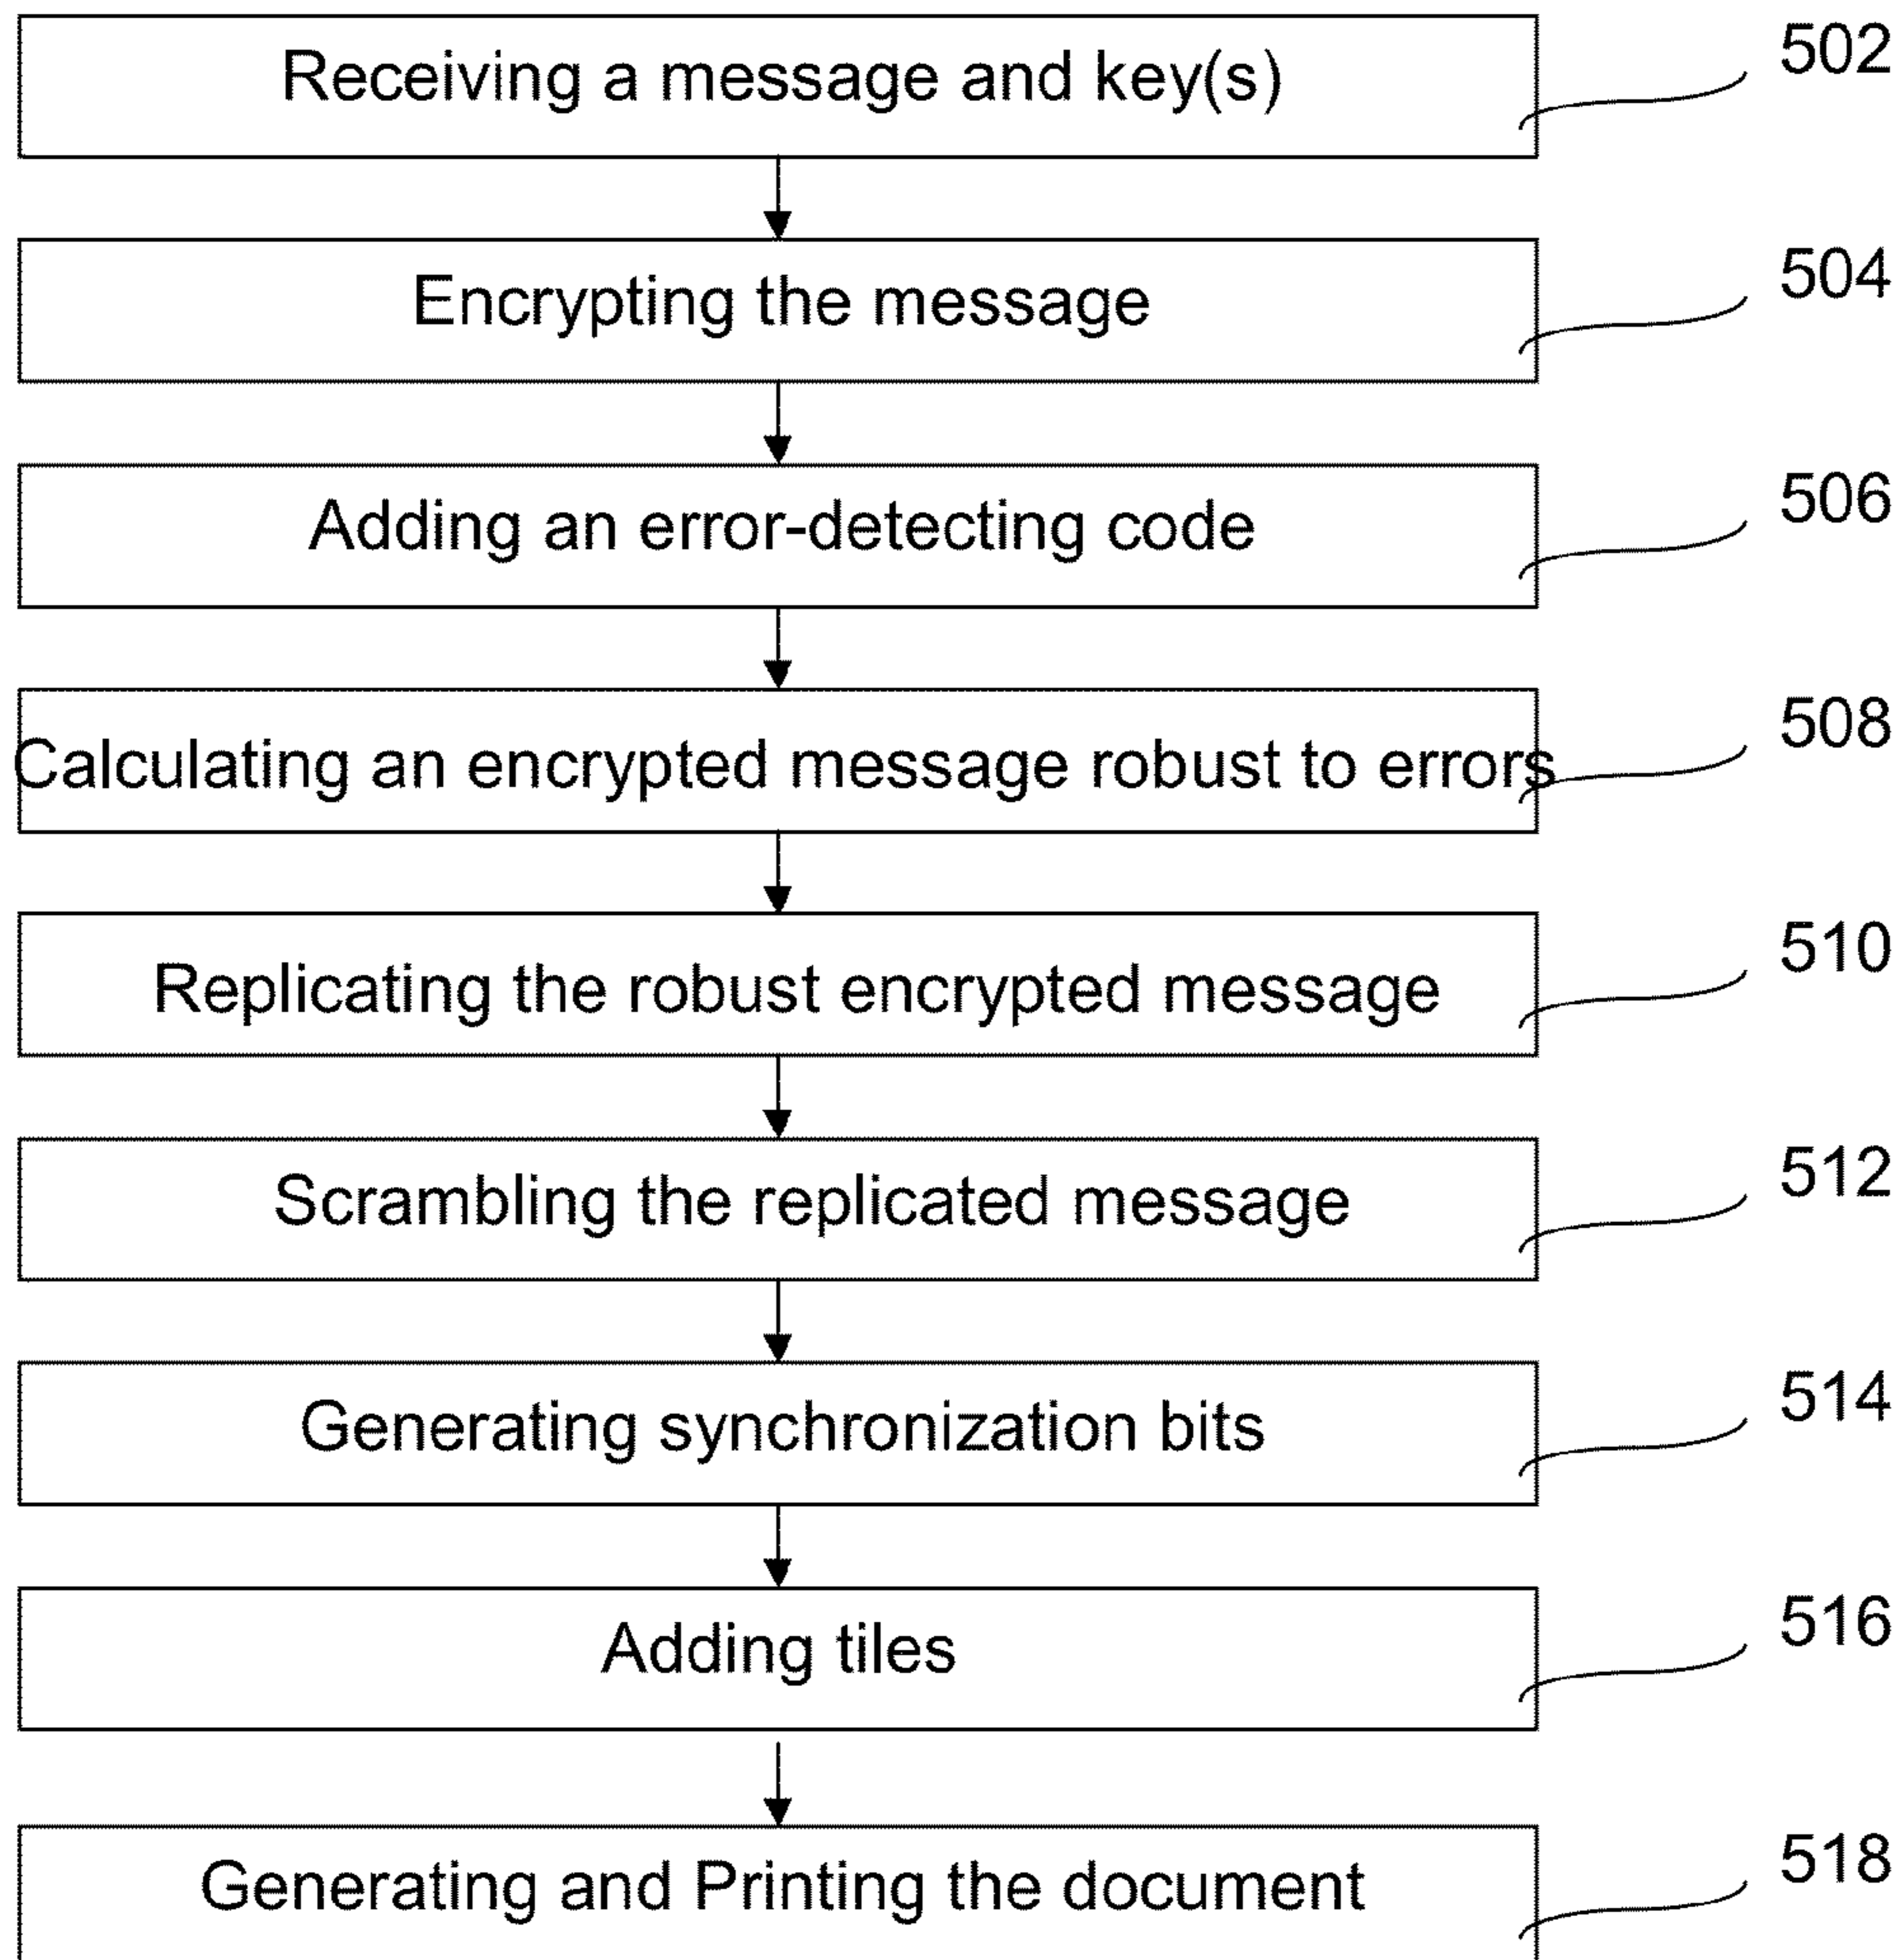 Receiving a message and key(s) 502
Encrypting the message 504
Adding an error-detecting code 506
Calculating an encrypted message robust to errors 508
Replicating the robust encrypted message 510
Scrambling the replicated message 512
Generating synchronization bits 514
Adding tiles 516
Generating and Printing the document 518